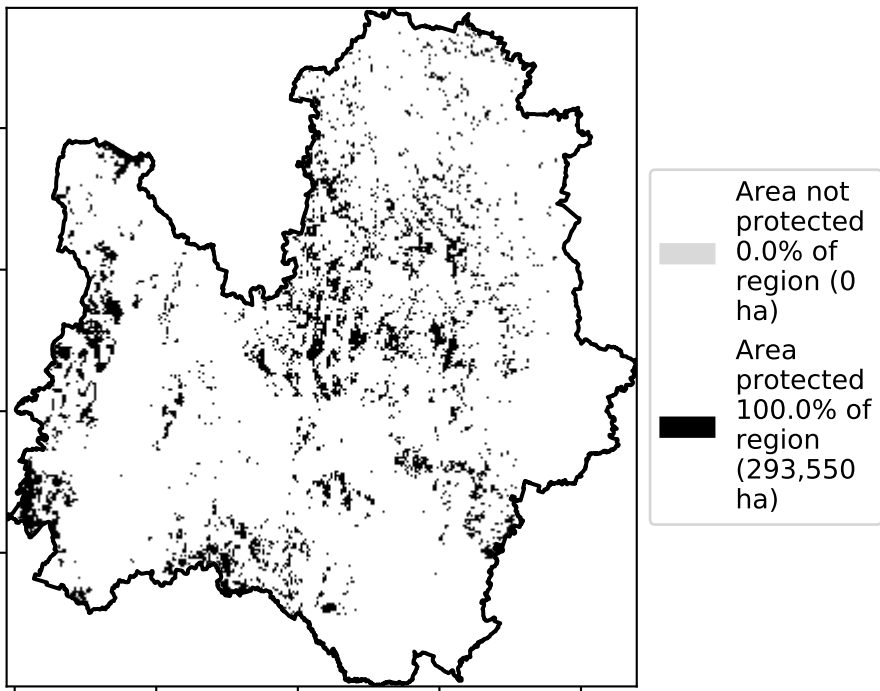 Area not
protected
0.0% of
region (0
ha)
Area
protected
100.0% of
region
(293,550
ha)